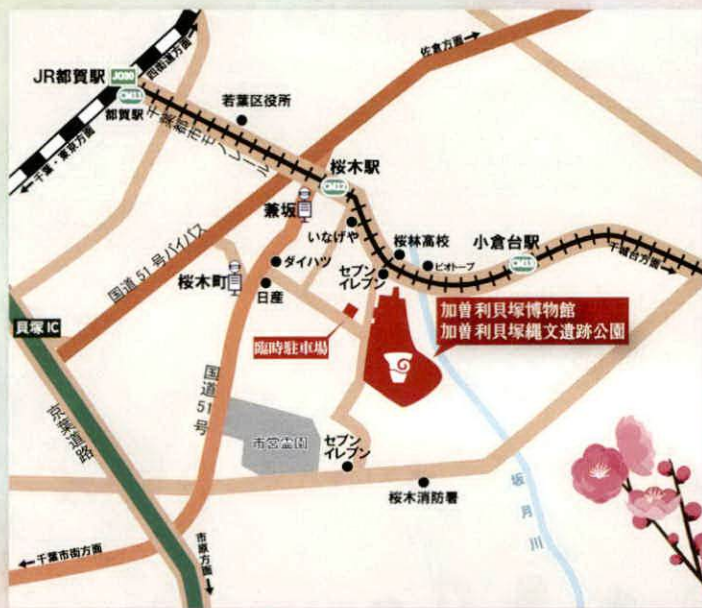 佐倉方面→
四街道方面→
JR都賀駅
JO39
CM13
都賀駅
若葉区役所
千葉都市モノレール
←千葉・東京方面
桜木駅
CM12
兼坂
いなげや
桜林高校
小倉台駅
ビオトープ
CM15
千城台方面→
国道51号バイパス
ダイハツ
セブン
イレブン
桜木町
日産
加曽利貝塚博物館
加曽利貝塚縄文遺跡公園
貝塚IC
臨時駐車場
国道51号
京葉道路
市営霊園
セブン
イレブン
桜木消防署
坂月川
←千葉市街方面
市原方面→